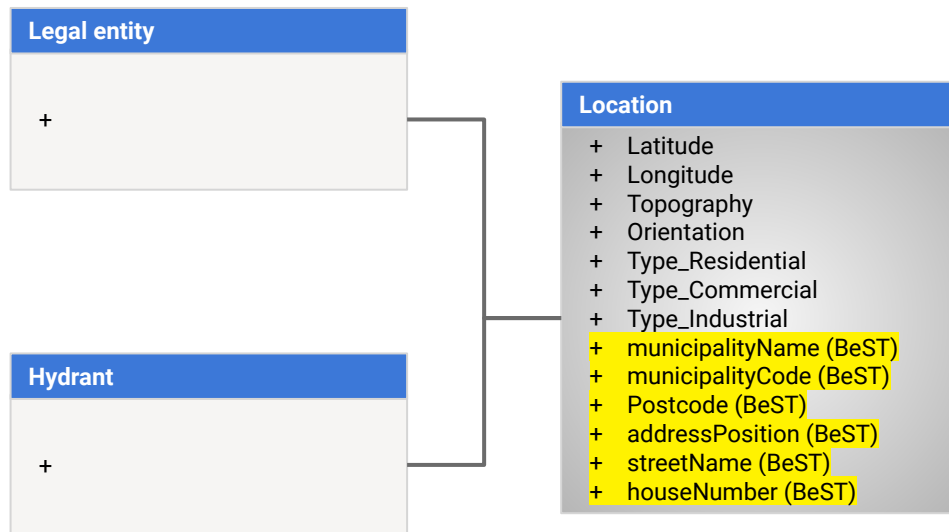 Legal entity
+
Location
+ Latitude
+ Longitude
+ Topography
+ Orientation
+ Type_Residential
+ Type_Commercial
+ Type_Industrial
+ municipalityName (BeST)
+ municipalityCode (BeST)
+ Postcode (BeST)
+ addressPosition (BeST)
+ streetName (BeST)
+ houseNumber (BeST)
Hydrant
+